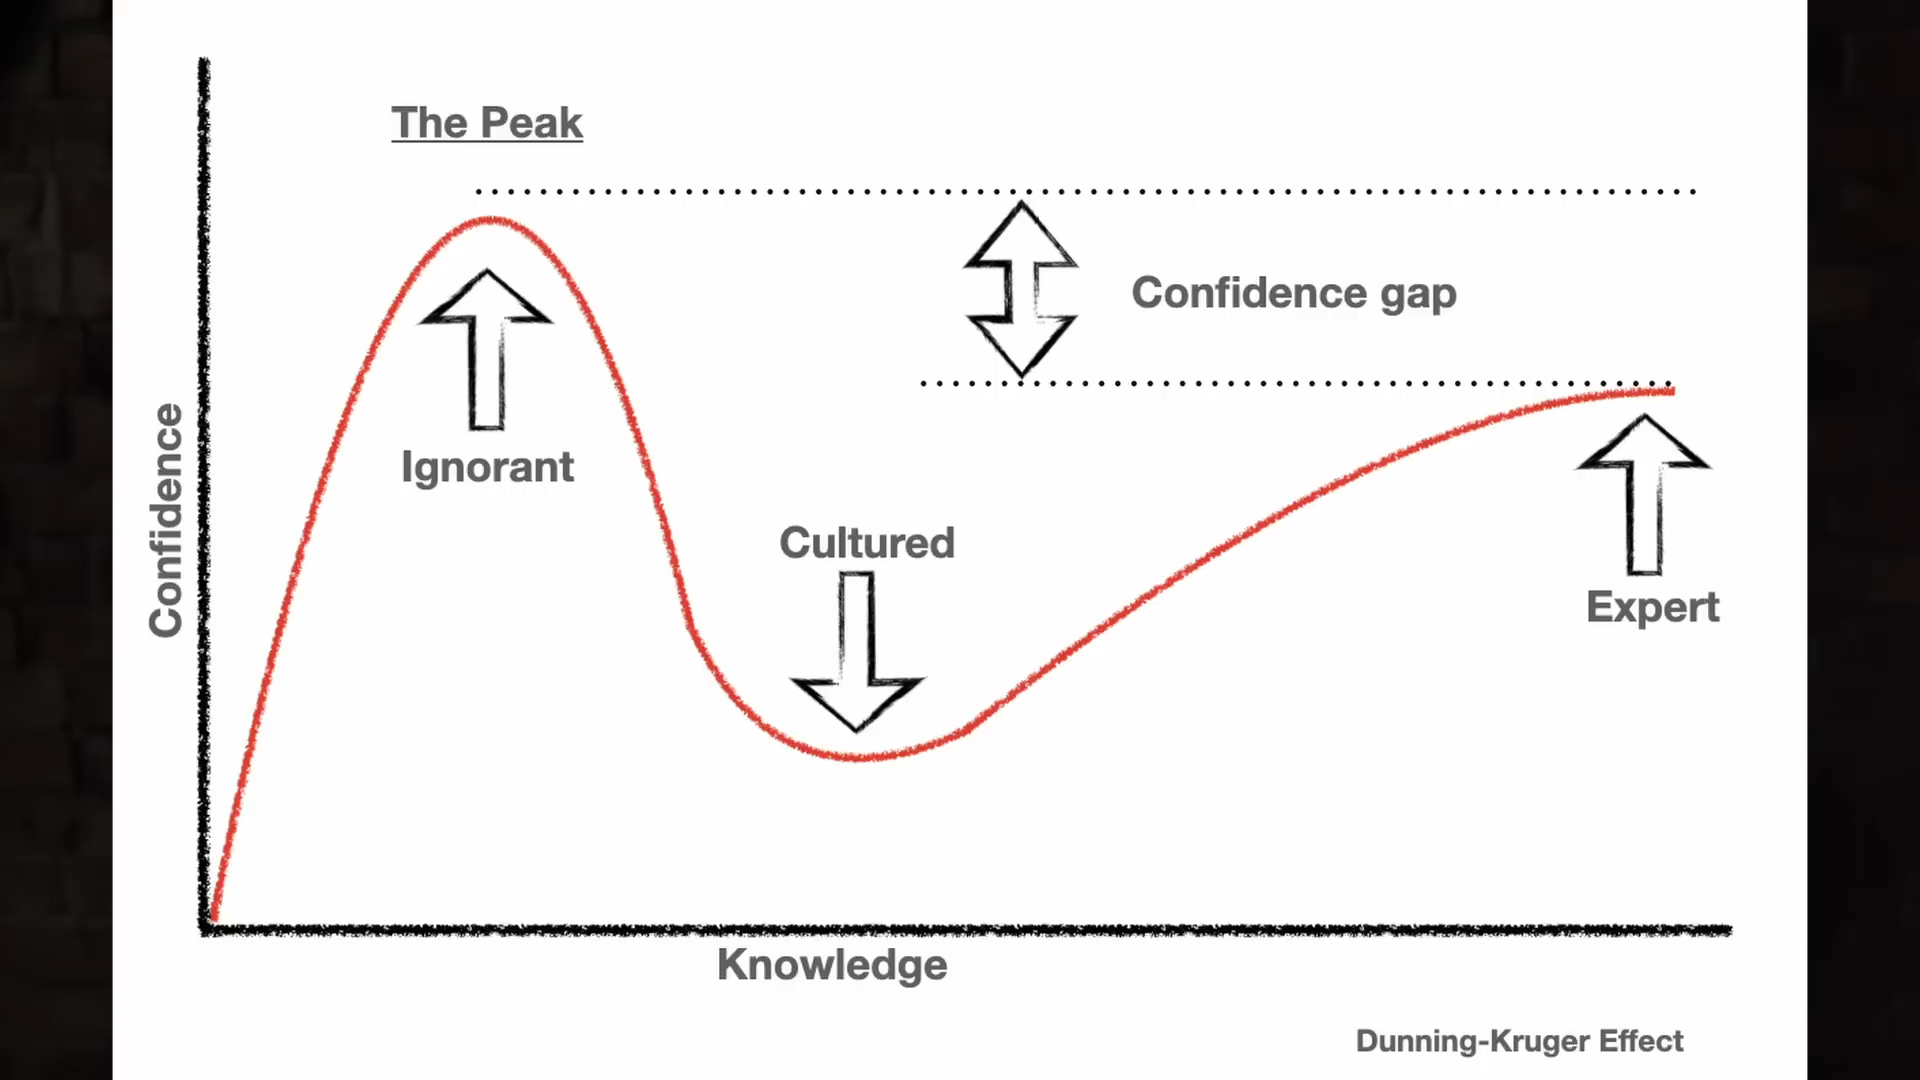 The Peak
Confidence gap
Ignorant
Cultured
Expert
Confidence
Knowledge
Dunning-Kruger Effect